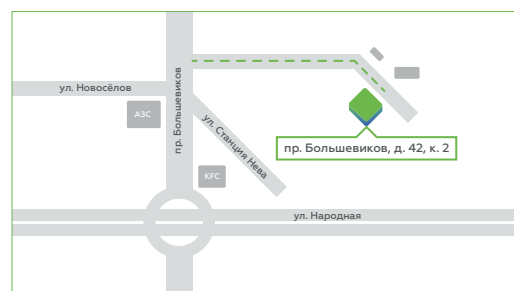 ул. Новосёлов
АЗС
пр. Большевиков
ул. Станция Нева
пр. Большевиков, д. 42, к. 2
KFC
ул. Народная